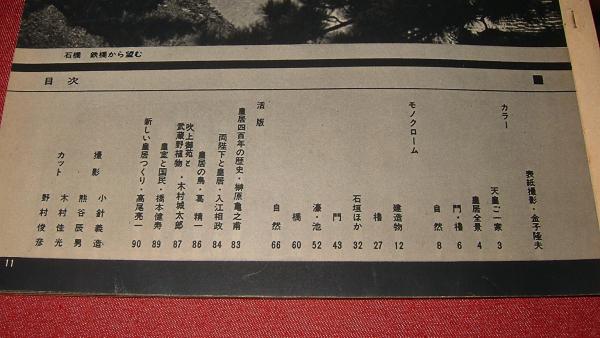 石橋 鉄橋から望む
目次
表紙撮影・金子隆夫
カラー
天皇ご一家 3
皇居全景 4
門・櫓 6
自然 8
モノクローム
建造物 12
櫓 27
石垣ほか 32
門 43
濠・池 52
橋 60
自然 66
活版
皇居四百年の歴史・榊原亀之甫 83
両陛下と皇居・入江相政 84
皇居の鳥・葛精一 86
吹上御苑と武蔵野植物・木村城太郎 87
皇室と国民・橋本健寿 89
新しい皇居つくり・高尾亮一 90
撮影
小針義造
熊谷辰男
カット
木村佳光
野村俊彦
11